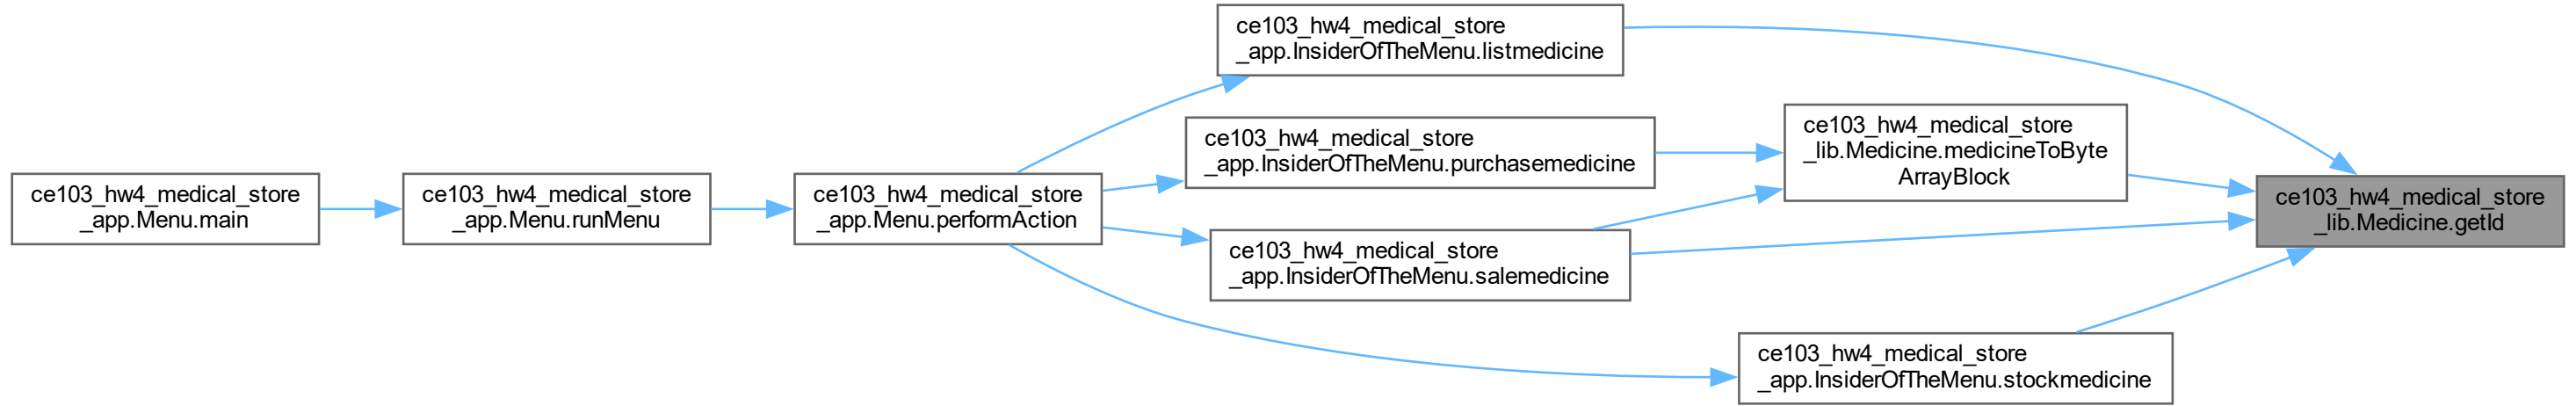 ce103_hw4_medical_store
_app.Menu.main
ce103_hw4_medical_store
_app.Menu.runMenu
ce103_hw4_medical_store
_app.Menu.performAction
ce103_hw4_medical_store
_app.InsiderOfTheMenu.listmedicine
ce103_hw4_medical_store
_app.InsiderOfTheMenu.purchasemedicine
ce103_hw4_medical_store
_app.InsiderOfTheMenu.salemedicine
ce103_hw4_medical_store
_lib.Medicine.medicineToByte
ArrayBlock
ce103_hw4_medical_store
_app.InsiderOfTheMenu.stockmedicine
ce103_hw4_medical_store
_lib.Medicine.getId